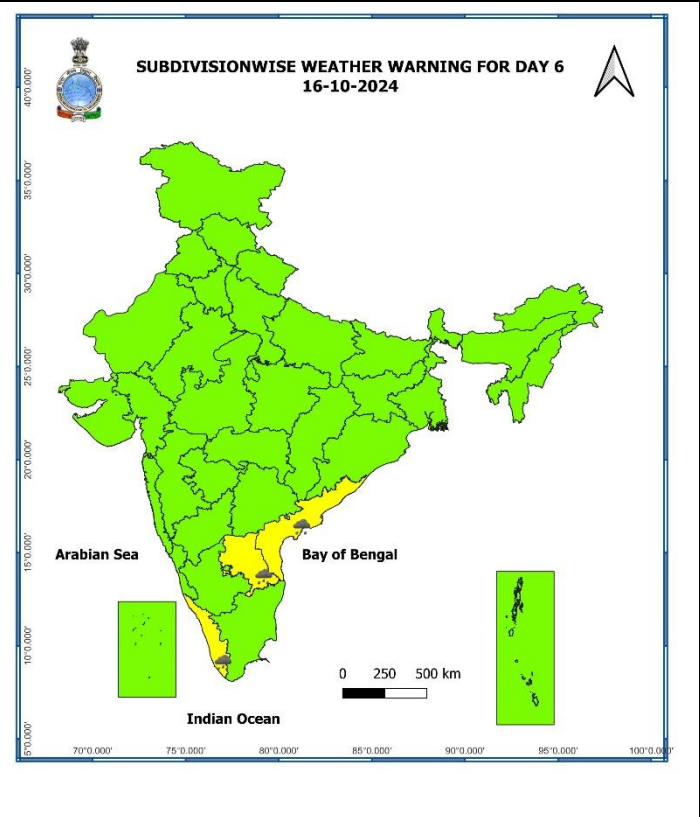 SUBDIVISIONWISE WEATHER WARNING FOR DAY 6
16-10-2024
40°0.000'
35°0.000'
30°0.000'
25°0.000'
20°0.000'
15°0.000'
10°0.000'
5°0.000'
Arabian Sea
Bay of Bengal
0 250 500 km
Indian Ocean
70°0.000' 75°0.000' 80°0.000' 85°0.000' 90°0.000' 95°0.000' 100°0.000'